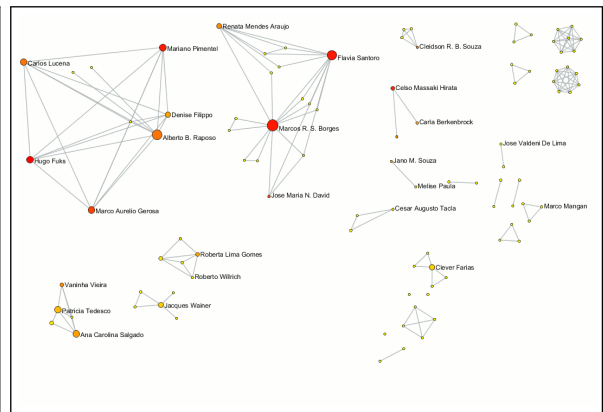 Renata Mendes Araujo
Cleidson R. B. Souza
Mariano Pimentel
Flavia Santoro
Carlos Lucena
Celso Massaki Hirata
Denise Filippo
Marcos R. S. Borges
Carla Berkenbrock
Alberto B. Raposo
Jose Valdeni De Lima
Hugo Fuks
Jano M. Souza
Melise Paula
Jose Maria N. David
Marco Aurelio Gerosa
Cesar Augusto Tacla
Marco Mangan
Roberta Lima Gomes
Clever Farias
Roberto Willrich
Vaninha Vieira
Jacques Wainer
Patricia Tedesco
Ana Carolina Salgado